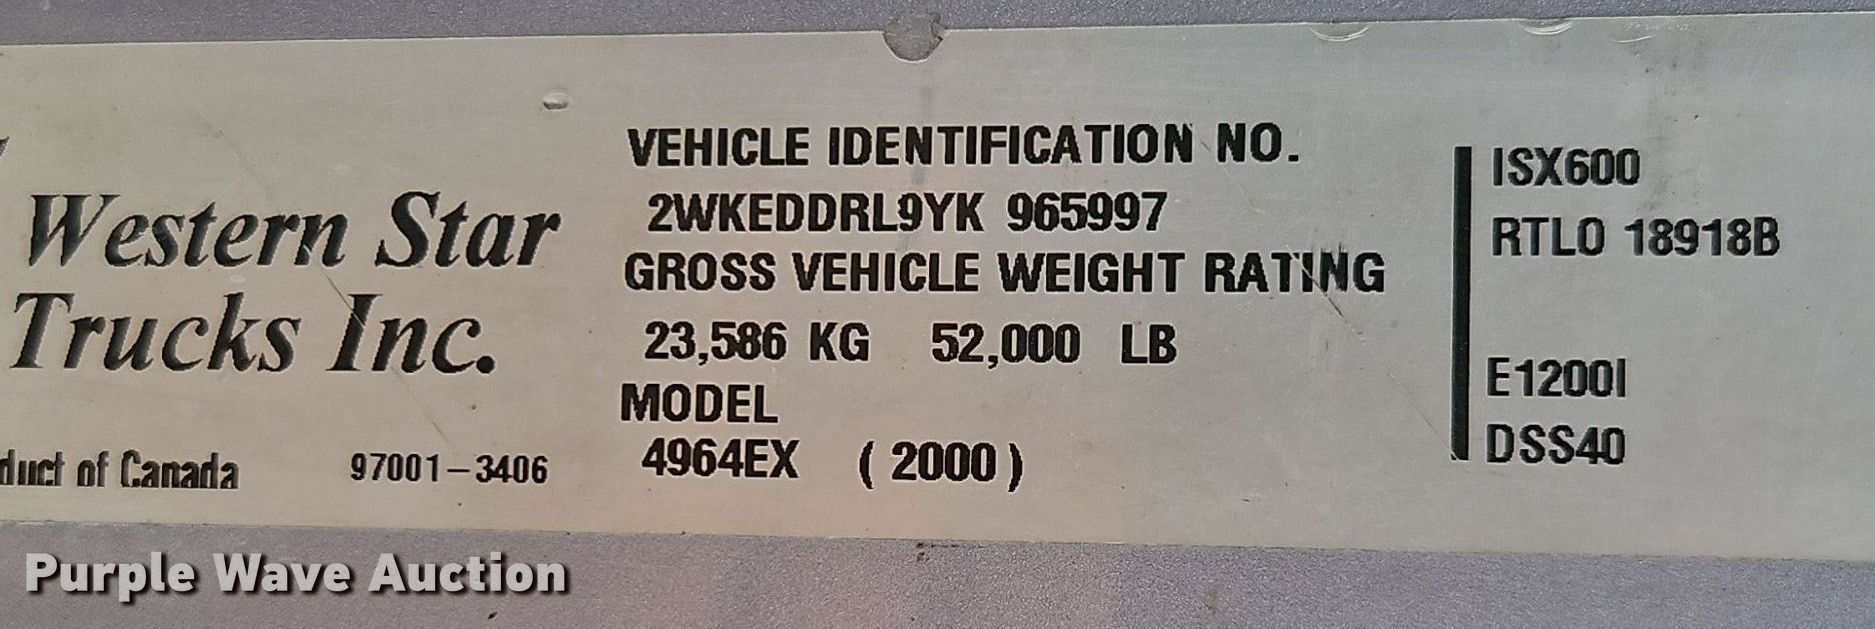 Western Star
Trucks Inc.
duct of Canada 97001-3406
VEHICLE IDENTIFICATION NO.
2WKEDDRL9YK 965997
GROSS VEHICLE WEIGHT RATING
23,586 KG 52,000 LB
MODEL
4964EX (2000)
ISX600
RTLO 18918B
E1200I
DSS40
Purple Wave Auction